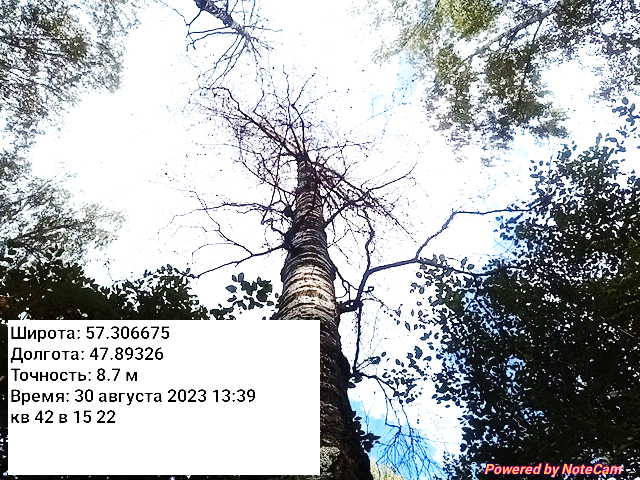 Широта: 57.306675
Долгота: 47.89326
Точность: 8.7 м
Время: 30 августа 2023 13:39
кв 42 в 15 22
Powered by NoteCam